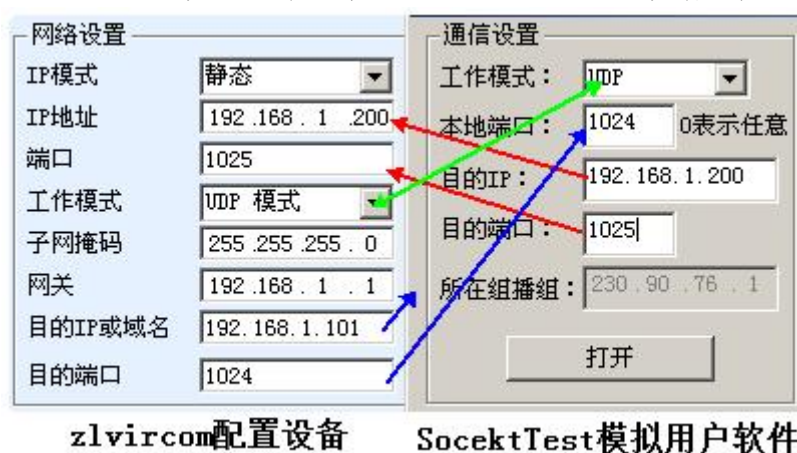 网络设置
IP模式 静态
IP地址 192 .168 . 1 .200
端口 1025
工作模式 UDP 模式
子网掩码 255 .255 .255 . 0
网关 192 .168 . 1 . 1
目的IP或域名 192.168.1.101
目的端口 1024
zlvircom配置设备
通信设置
工作模式： UDP
本地端口： 1024 0表示任意
目的IP： 192.168.1.200
目的端口： 1025
所在组播组： 230 .90 .76 . 1
打开
SocektTest模拟用户软件